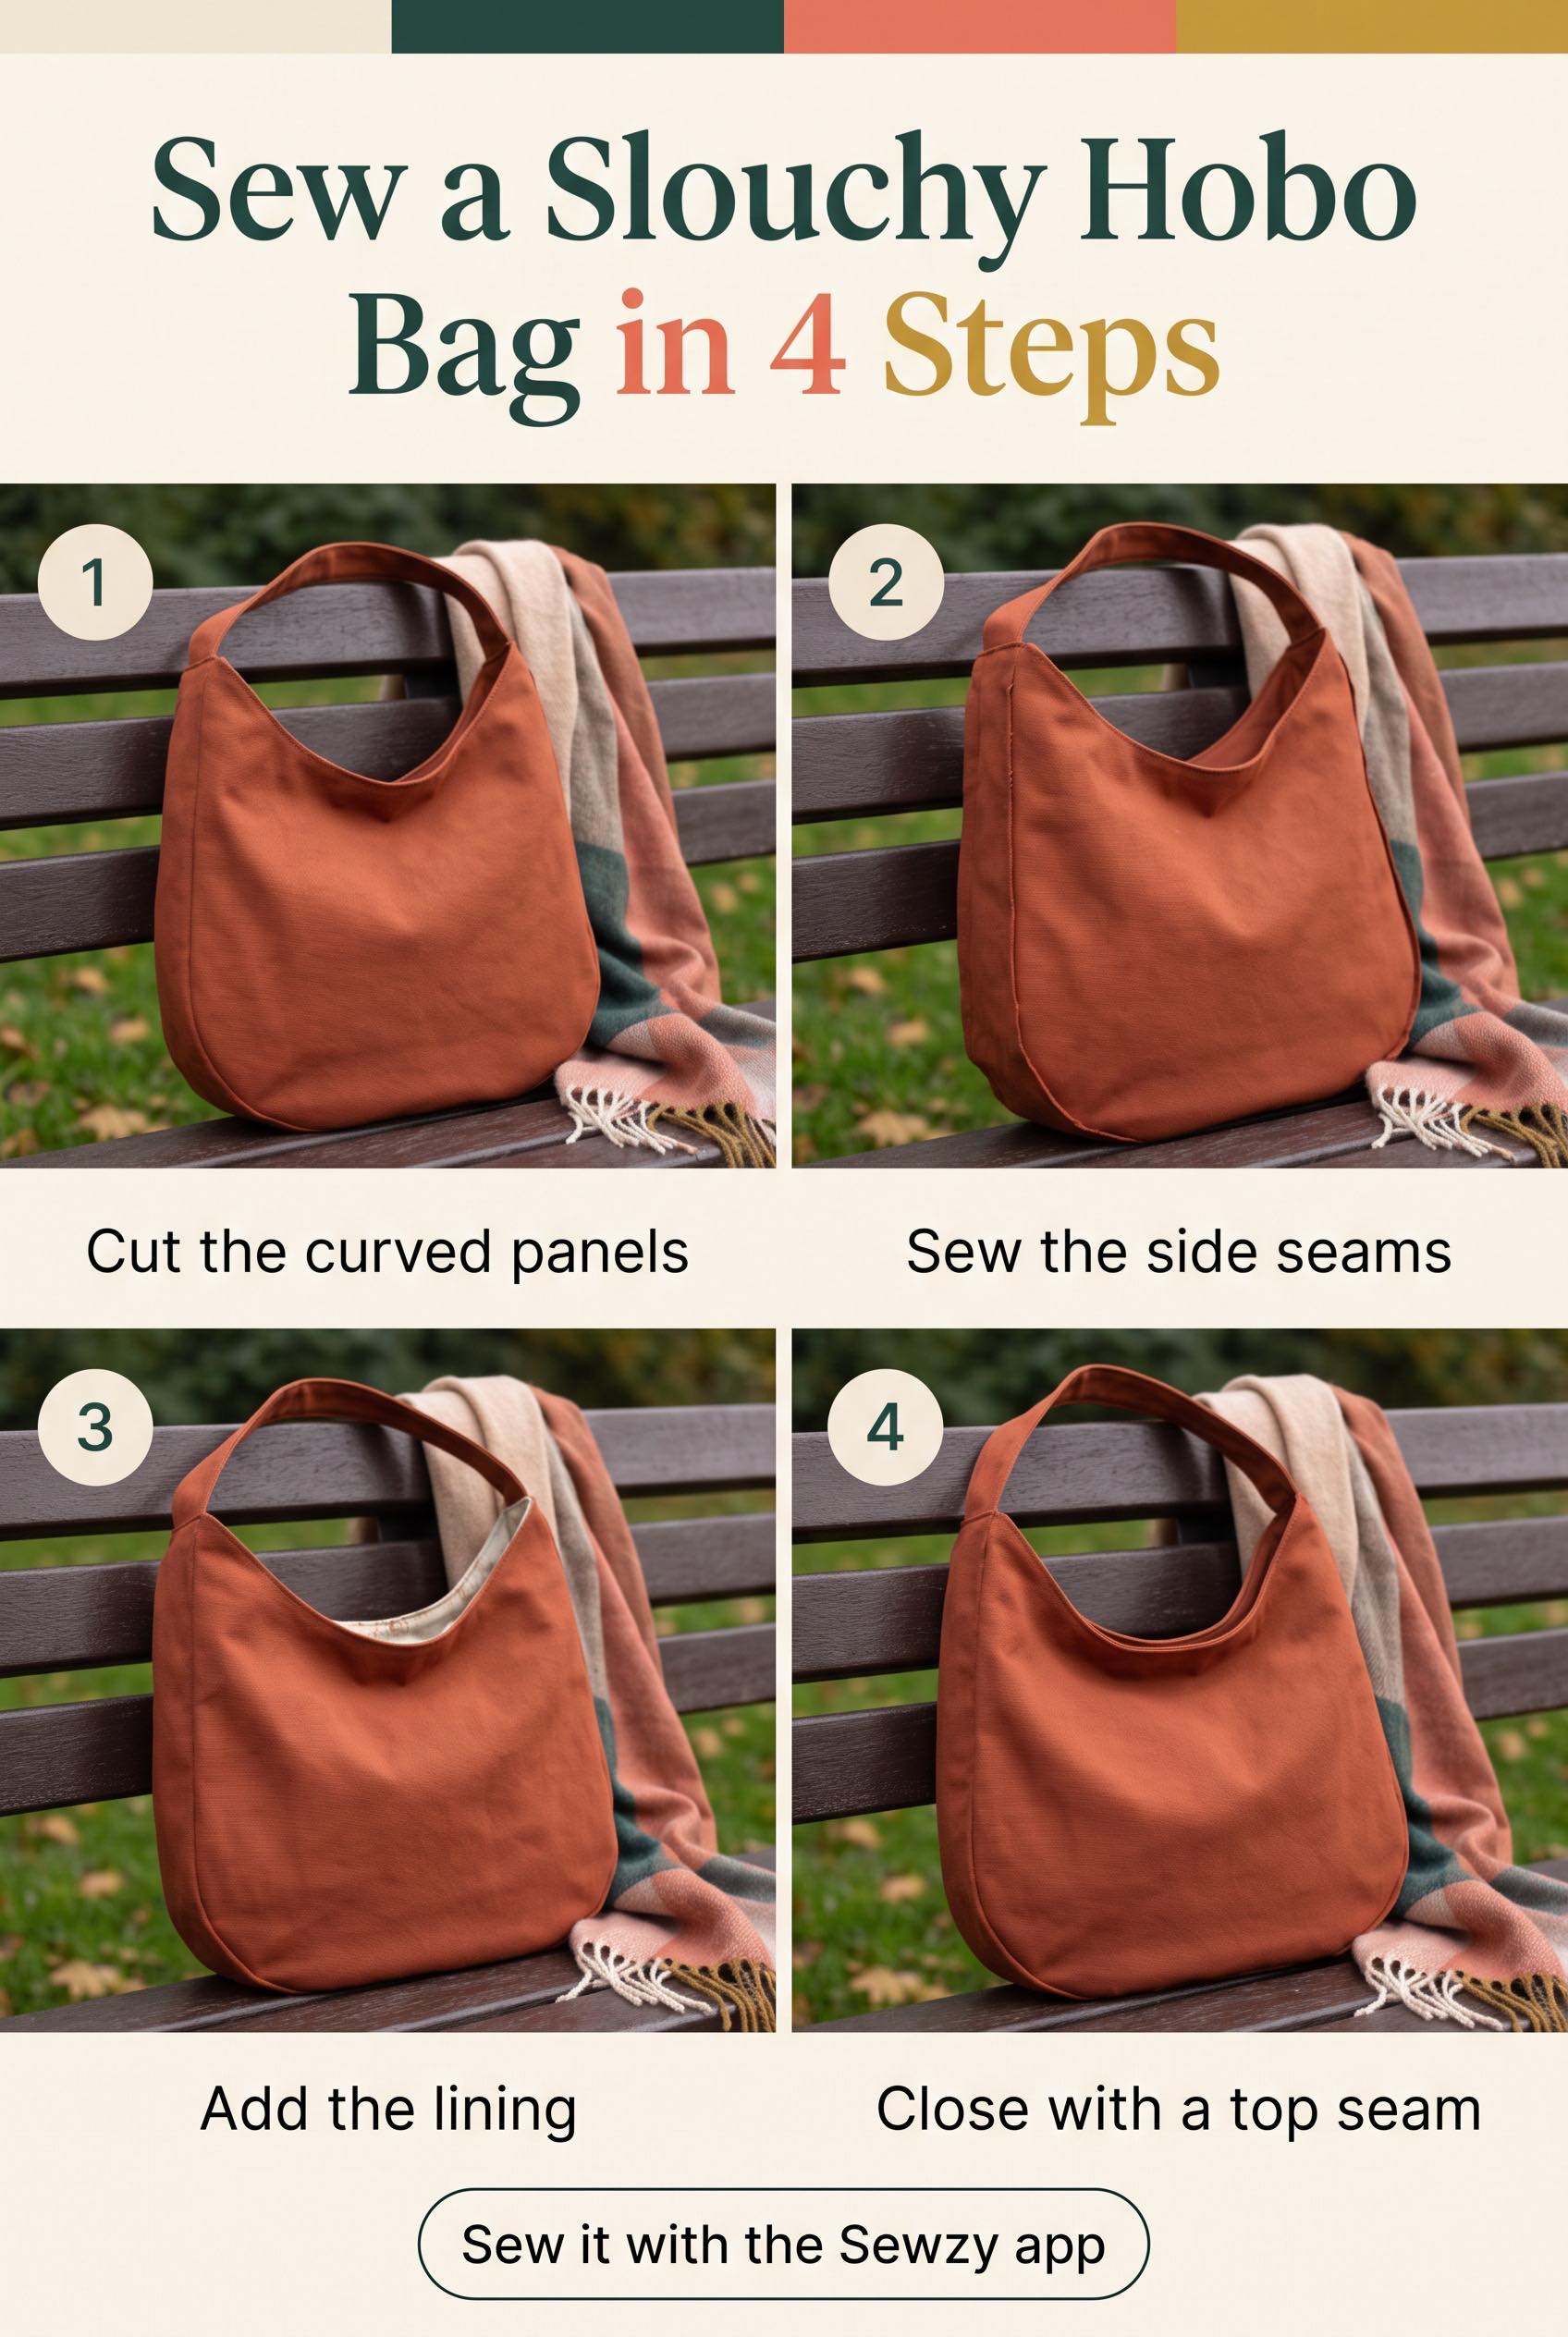 Sew a Slouchy Hobo
Bag in 4 Steps
1
2
Cut the curved panels
Sew the side seams
3
4
Add the lining
Close with a top seam
Sew it with the Sewzy app